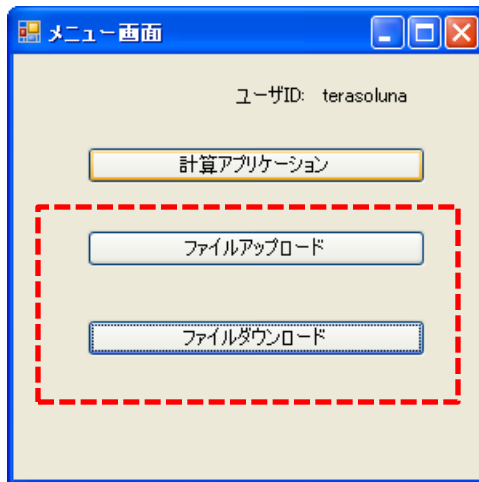 メニュー画面
ユーザID: terasoluna
計算アプリケーション
ファイルアップロード
ファイルダウンロード